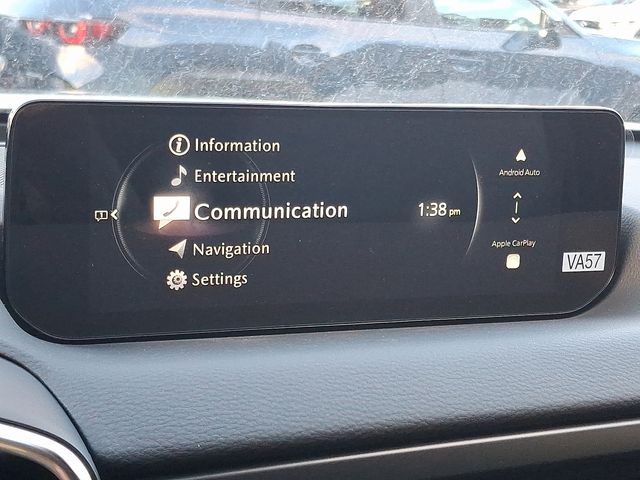 Information
Entertainment
Communication
Navigation
Settings
1:38 pm
Android Auto
Apple CarPlay
VA57